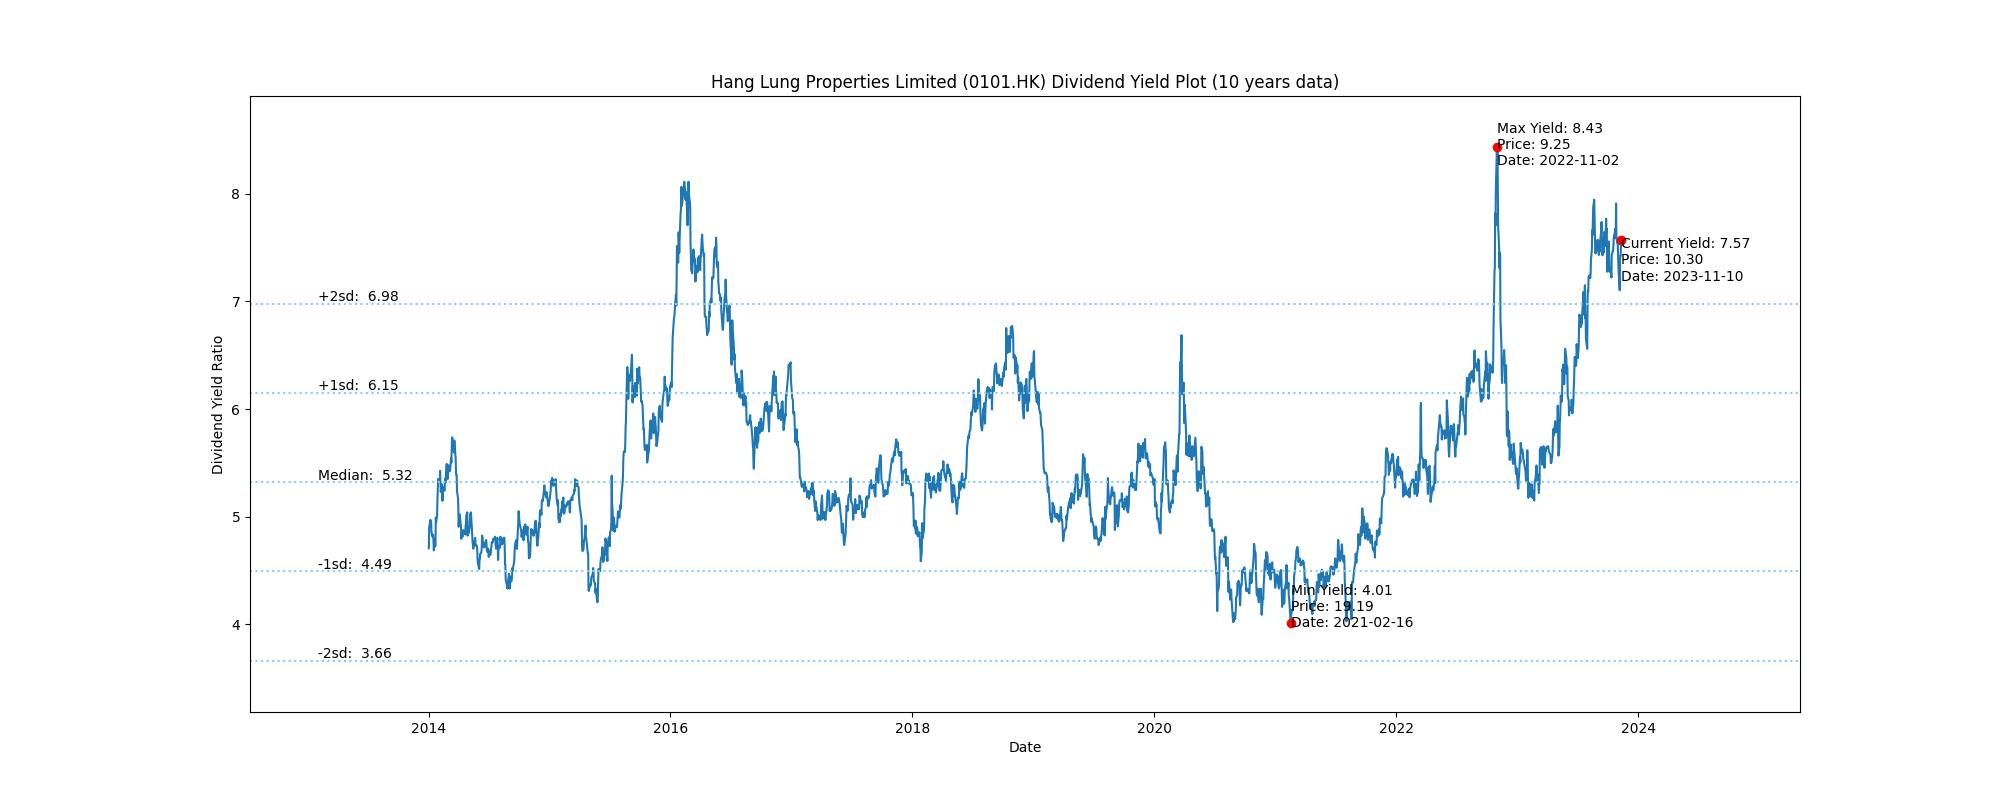 Hang Lung Properties Limited (0101.HK) Dividend Yield Plot (10 years data)
Max Yield: 8.43
Price: 9.25
Date: 2022-11-02
8
Current Yield: 7.57
Price: 10.30
Date: 2023-11-10
+2sd: 6.98
7
+1sd: 6.15
6
Dividend Yield Ratio
Median: 5.32
5
-1sd: 4.49
Min Yield: 4.01
Price: 19.19
Date: 2021-02-16
4
-2sd: 3.66
2014 2016 2018 2020 2022 2024
Date